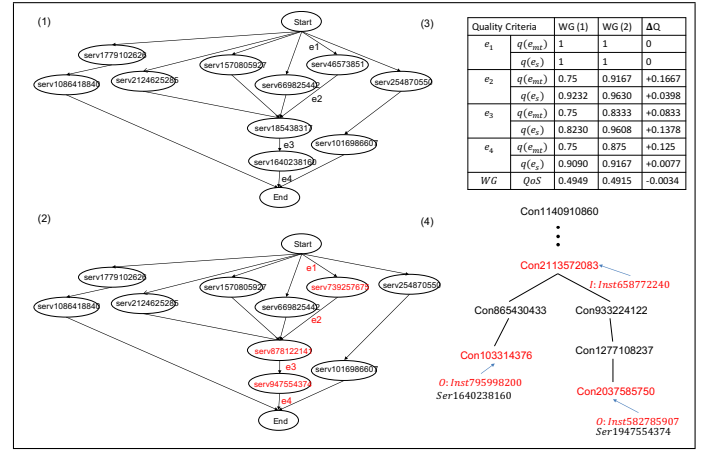 (1)
Start
e1
serv1779102626
serv1570805927
serv46573851
serv1086418840
serv2124625285
serv669825442
serv254870550
e2
serv185438317
e3
serv1640238160
serv1016986607
e4
End
(2)
Start
e1
serv1779102626
serv1570805927
serv739257675
serv254870550
serv1086418840
serv2124625285
serv669825442
e2
serv878122141
e3
serv947554374
serv1016986607
e4
End
(3)
Quality Criteria WG (1) WG (2) ΔQ
e₁ q(eₘₜ) 1 1 0
q(eₛ) 1 1 0
e₂ q(eₘₜ) 0.75 0.9167 +0.1667
q(eₛ) 0.9232 0.9630 +0.0398
e₃ q(eₘₜ) 0.75 0.8333 +0.0833
q(eₛ) 0.8230 0.9608 +0.1378
e₄ q(eₘₜ) 0.75 0.875 +0.125
q(eₛ) 0.9090 0.9167 +0.0077
WG QoS 0.4949 0.4915 -0.0034
(4)
Con1140910860
Con2113572083
I: Inst658772240
Con865430433
Con933224122
Con1277108237
Con103314376
Con2037585750
O: Inst795998200
Ser1640238160
O: Inst582785907
Ser1947554374